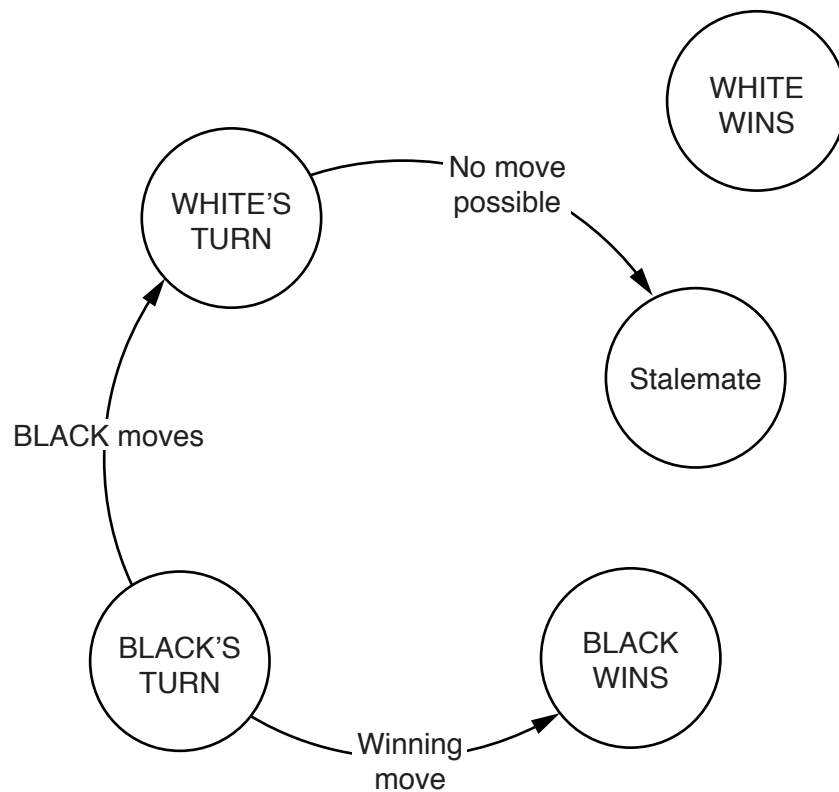 WHITE
WINS
No move
possible
WHITE’S
TURN
Stalemate
BLACK moves
BLACK’S
TURN
BLACK
WINS
Winning
move